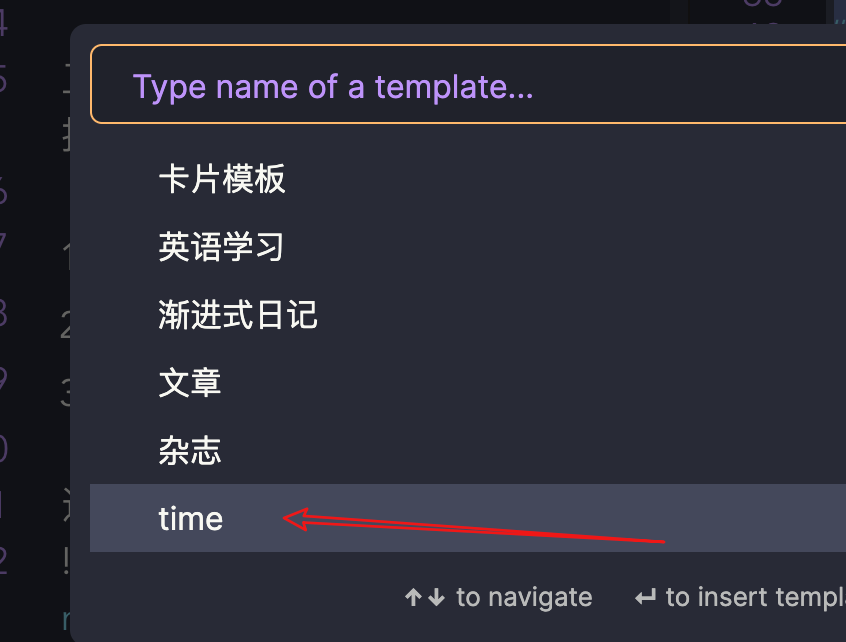 Type name of a template...
卡片模板
英语学习
渐进式日记
文章
杂志
time
↑↓ to navigate ↵ to insert templ